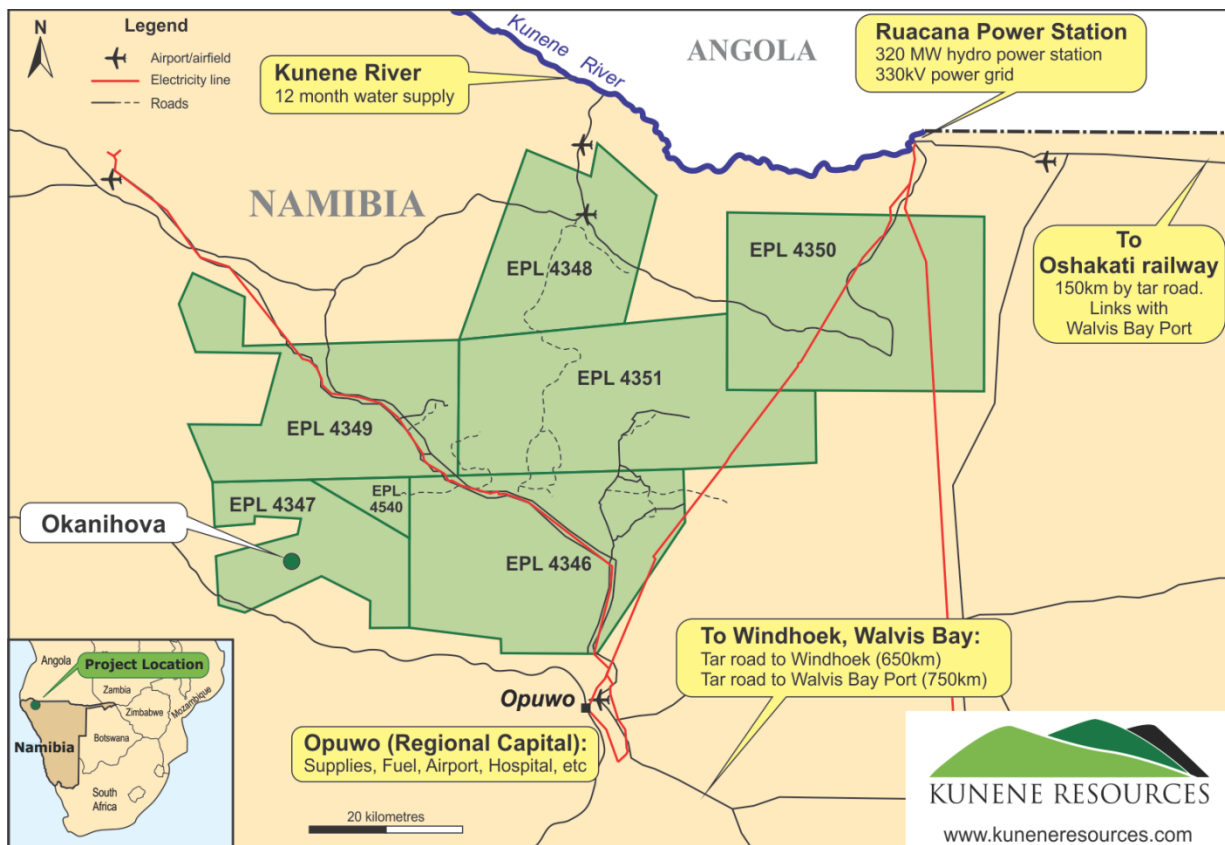 N
Legend
Airport/airfield
Electricity line
Roads
Kunene River
12 month water supply
Kunene River
ANGOLA
Ruacana Power Station
320 MW hydro power station
330kV power grid
NAMIBIA
EPL 4348
EPL 4350
To
Oshakati railway
150km by tar road.
Links with
Walvis Bay Port
EPL 4351
EPL 4349
EPL 4347
EPL
4540
Okanihova
EPL 4346
To Windhoek, Walvis Bay:
Tar road to Windhoek (650km)
Tar road to Walvis Bay Port (750km)
Opuwo
Opuwo (Regional Capital):
Supplies, Fuel, Airport, Hospital, etc
20 kilometres
Angola
Project Location
Zambia
Zimbabwe
Mozambique
Namibia
Botswana
South
Africa
KUNENE RESOURCES
www.kuneneresources.com